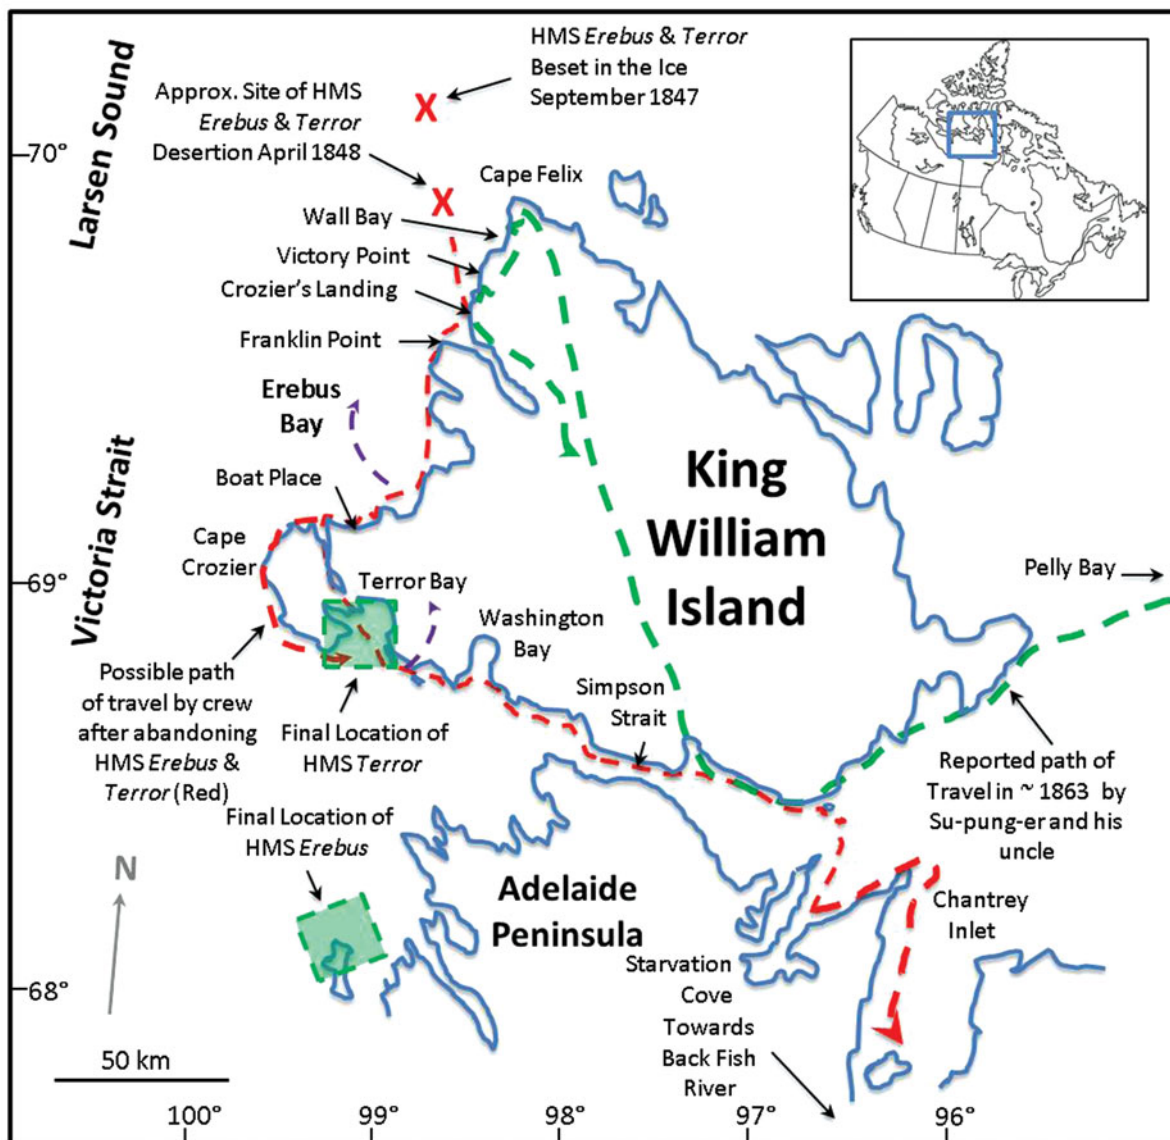 HMS Erebus & Terror
Beset in the Ice
September 1847
Approx. Site of HMS
Erebus & Terror
Desertion April 1848
Larsen Sound
70°
Cape Felix
Wall Bay
Victory Point
Crozier's Landing
Franklin Point
Erebus
Bay
Boat Place
King
William
Island
Victoria Strait
Cape
Crozier
69°
Terror Bay
Washington
Bay
Pelly Bay
Simpson
Strait
Possible path
of travel by crew
after abandoning
HMS Erebus &
Terror (Red)
Final Location of
HMS Terror
Final Location of
HMS Erebus
Reported path of
Travel in ~ 1863 by
Su-pung-er and his
uncle
N
Adelaide
Peninsula
Chantrey
Inlet
Starvation
Cove
Towards
Back Fish
River
68°
50 km
100°
99°
98°
97°
96°
X
X